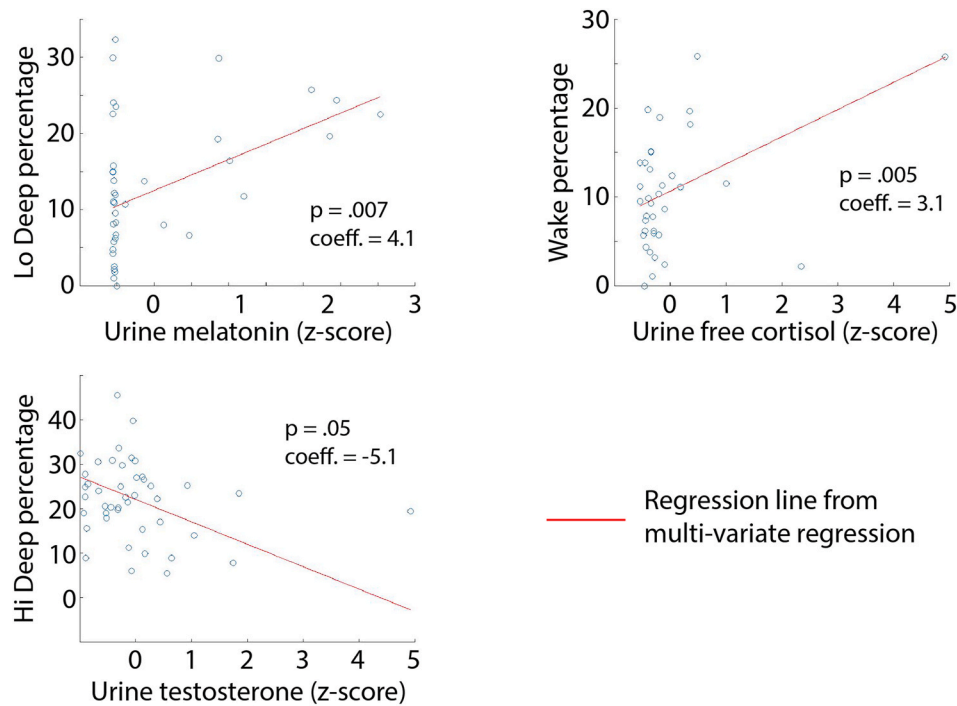 30
20
10
0
Lo Deep percentage
p = .007
coeff. = 4.1
0 1 2 3
Urine melatonin (z-score)
30
20
10
0
Wake percentage
p = .005
coeff. = 3.1
0 1 2 3 4 5
Urine free cortisol (z-score)
40
30
20
10
0
Hi Deep percentage
p = .05
coeff. = -5.1
0 1 2 3 4 5
Urine testosterone (z-score)
Regression line from
multi-variate regression